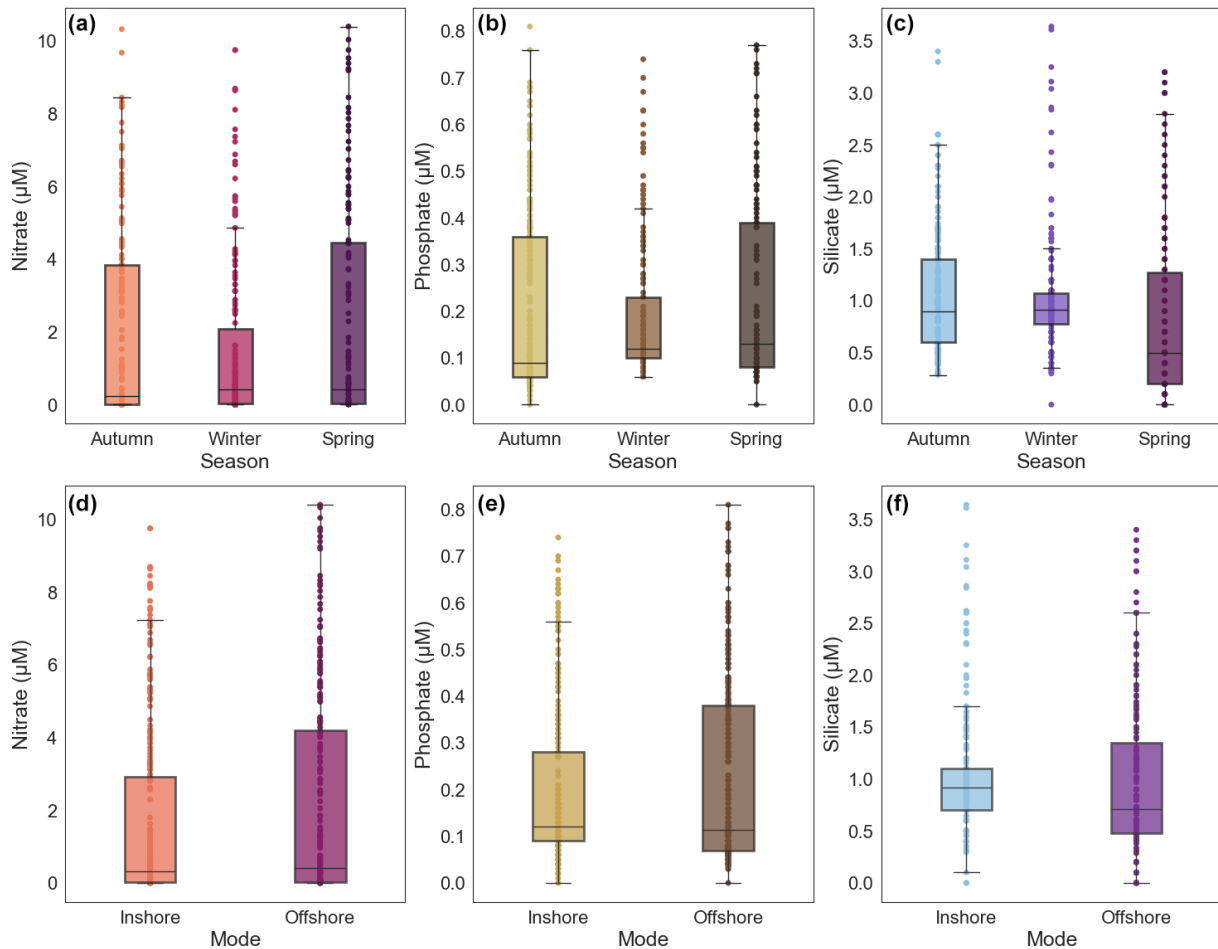 (a)
Nitrate (µM)
10
8
6
4
2
0
Autumn Winter Spring
Season
(b)
Phosphate (µM)
0.8
0.7
0.6
0.5
0.4
0.3
0.2
0.1
0.0
Autumn Winter Spring
Season
(c)
Silicate (µM)
3.5
3.0
2.5
2.0
1.5
1.0
0.5
0.0
Autumn Winter Spring
Season
(d)
Nitrate (µM)
10
8
6
4
2
0
Inshore Offshore
Mode
(e)
Phosphate (µM)
0.8
0.7
0.6
0.5
0.4
0.3
0.2
0.1
0.0
Inshore Offshore
Mode
(f)
Silicate (µM)
3.5
3.0
2.5
2.0
1.5
1.0
0.5
0.0
Inshore Offshore
Mode